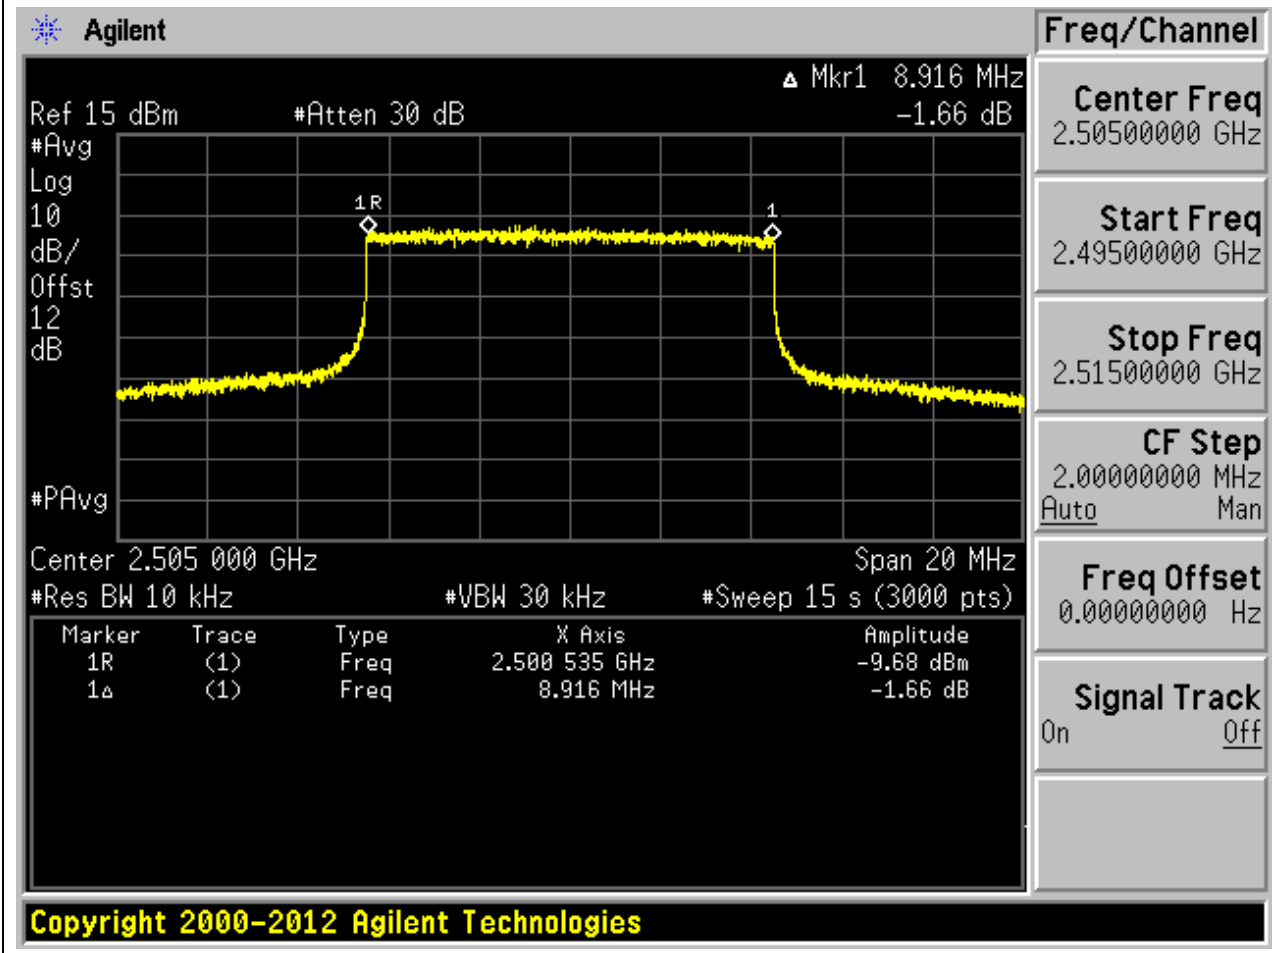 Agilent
Freq/Channel
Δ Mkr1 8.916 MHz
Ref 15 dBm #Atten 30 dB -1.66 dB
#Avg
Log
10
dB/
Offst
12
dB
#PAvg
1R
1
Center 2.505 000 GHz Span 20 MHz
#Res BW 10 kHz #VBW 30 kHz #Sweep 15 s (3000 pts)
Marker Trace Type X Axis Amplitude
1R (1) Freq 2.500 535 GHz -9.68 dBm
1Δ (1) Freq 8.916 MHz -1.66 dB
Center Freq
2.50500000 GHz
Start Freq
2.49500000 GHz
Stop Freq
2.51500000 GHz
CF Step
2.00000000 MHz
Auto Man
Freq Offset
0.00000000 Hz
Signal Track
On Off
Copyright 2000-2012 Agilent Technologies